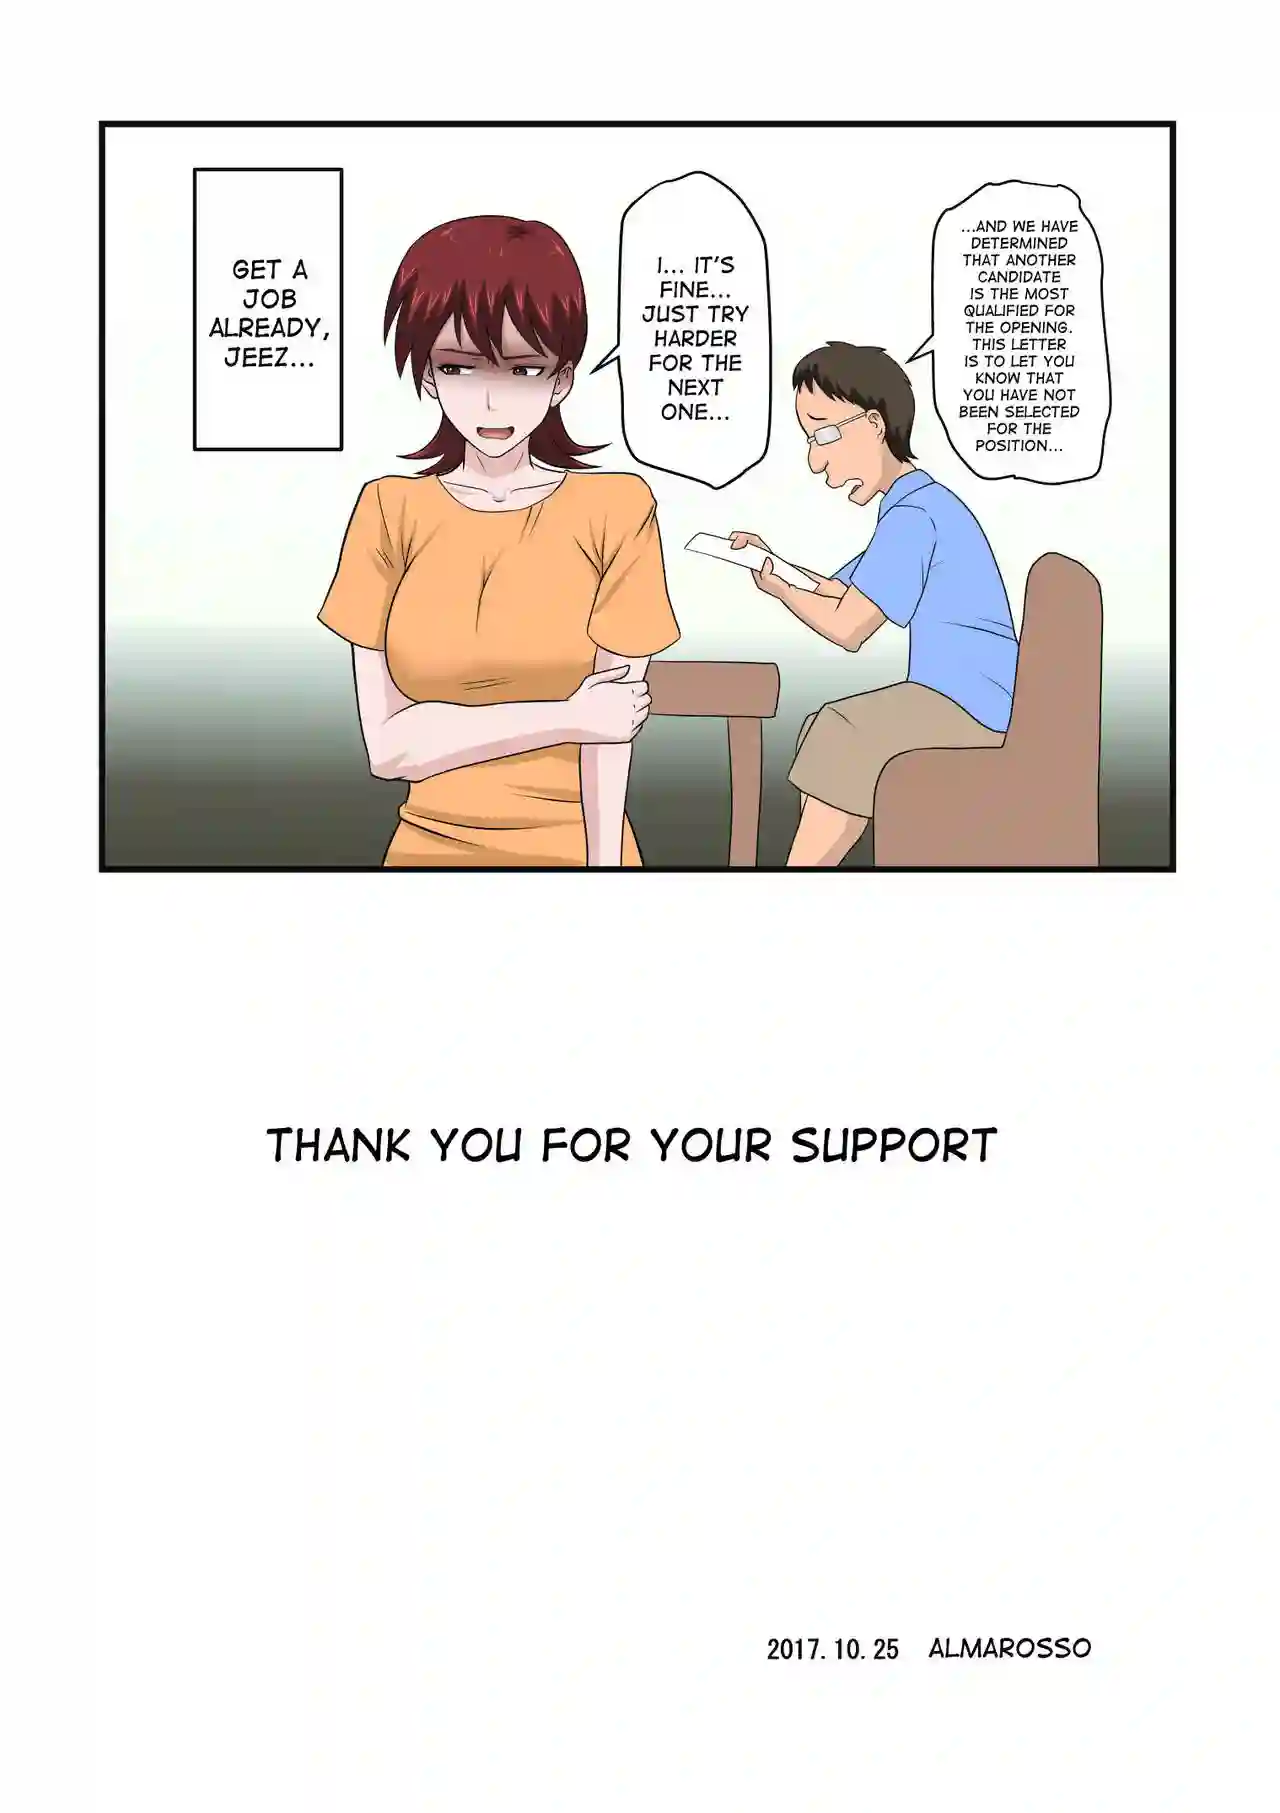 GET A
JOB
ALREADY,
JEEZ...
I... IT'S
FINE...
JUST TRY
HARDER
FOR THE
NEXT
ONE...
...AND WE HAVE
DETERMINED
THAT ANOTHER
CANDIDATE
IS THE MOST
QUALIFIED FOR
THE OPENING.
THIS LETTER
IS TO LET YOU
KNOW THAT
YOU HAVE NOT
BEEN SELECTED
FOR THE
POSITION...
THANK YOU FOR YOUR SUPPORT
2017.10.25 ALMAROSSO